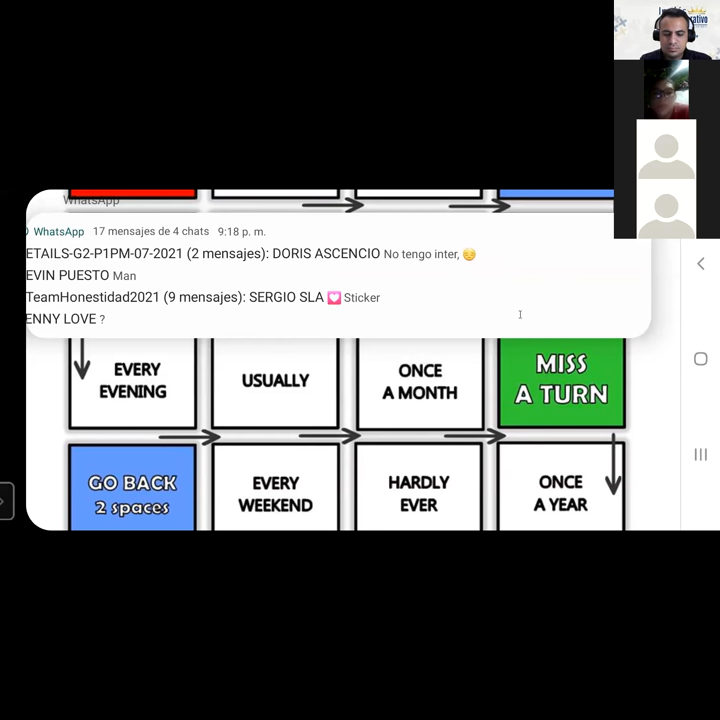 WhatsApp
WhatsApp 17 mensajes de 4 chats 9:18 p. m.
ETAILS-G2-P1PM-07-2021 (2 mensajes): DORIS ASCENCIO No tengo inter, 😔
EVIN PUESTO Man
TeamHonestidad2021 (9 mensajes): SERGIO SLA 💟 Sticker
ENNY LOVE ?
EVERY EVENING
USUALLY
ONCE A MONTH
MISS A TURN
GO BACK 2 spaces
EVERY WEEKEND
HARDLY EVER
ONCE A YEAR